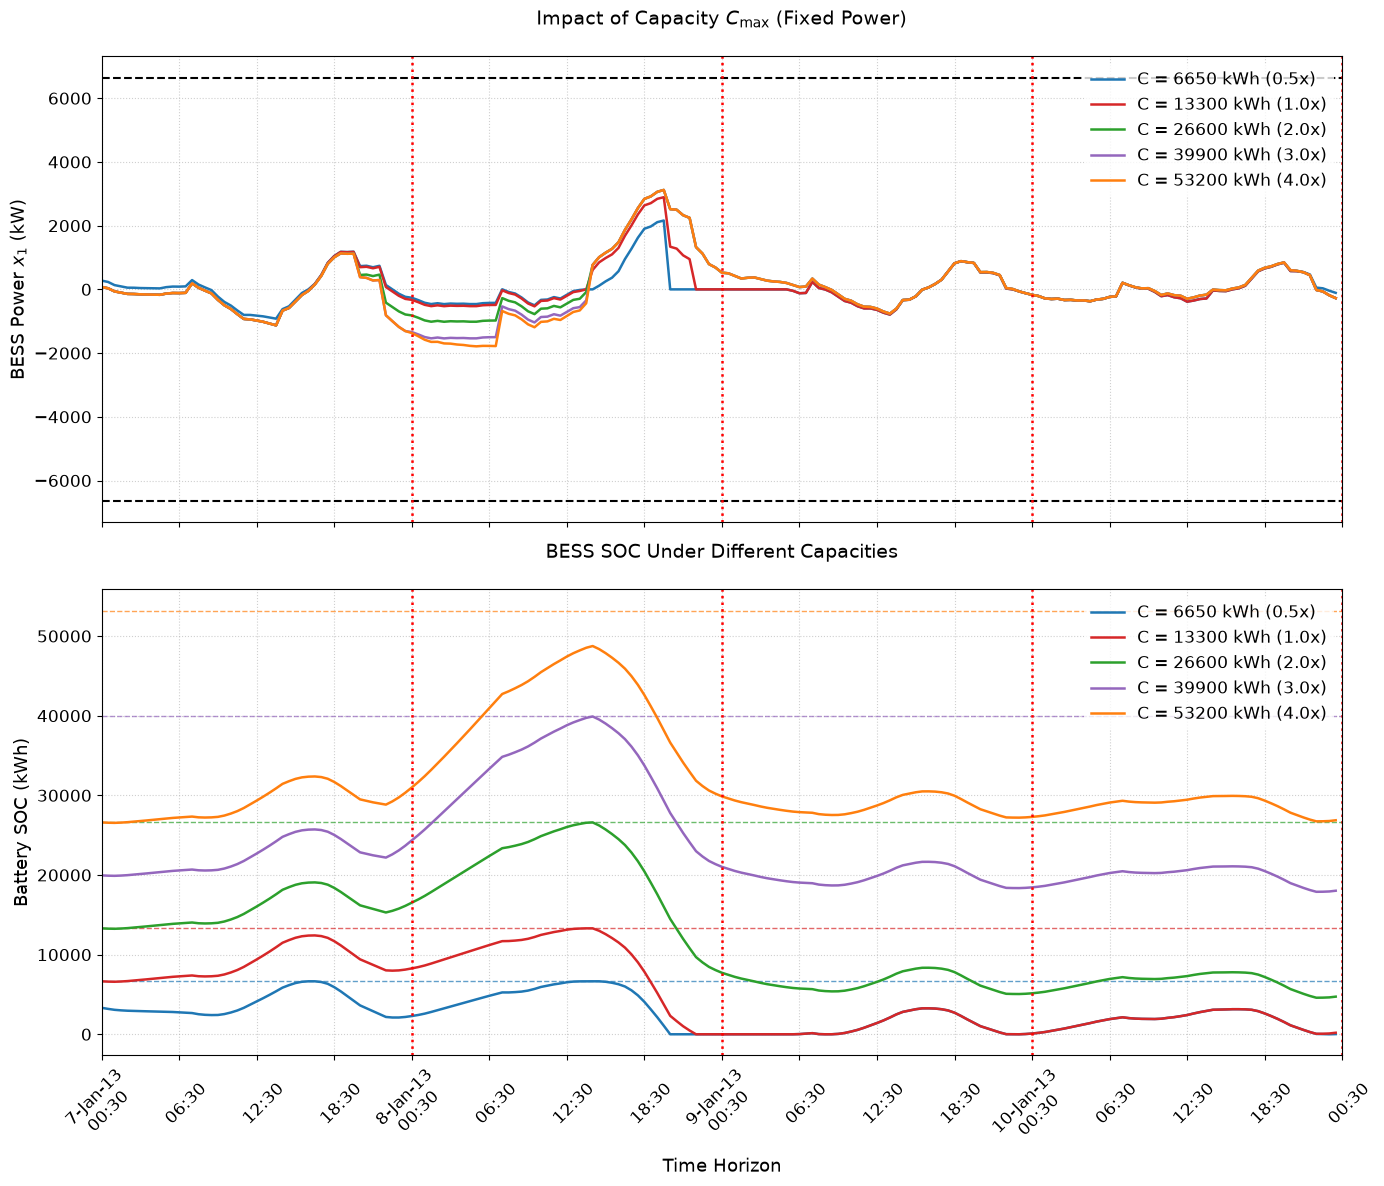 Impact of Capacity C_max (Fixed Power)
BESS Power x_1 (kW)
6000
4000
2000
0
−2000
−4000
−6000
C = 6650 kWh (0.5x)
C = 13300 kWh (1.0x)
C = 26600 kWh (2.0x)
C = 39900 kWh (3.0x)
C = 53200 kWh (4.0x)
BESS SOC Under Different Capacities
Battery SOC (kWh)
50000
40000
30000
20000
10000
0
C = 6650 kWh (0.5x)
C = 13300 kWh (1.0x)
C = 26600 kWh (2.0x)
C = 39900 kWh (3.0x)
C = 53200 kWh (4.0x)
7-Jan-13
00:30
06:30
12:30
18:30
8-Jan-13
00:30
06:30
12:30
18:30
9-Jan-13
00:30
06:30
12:30
18:30
10-Jan-13
00:30
06:30
12:30
18:30
00:30
Time Horizon